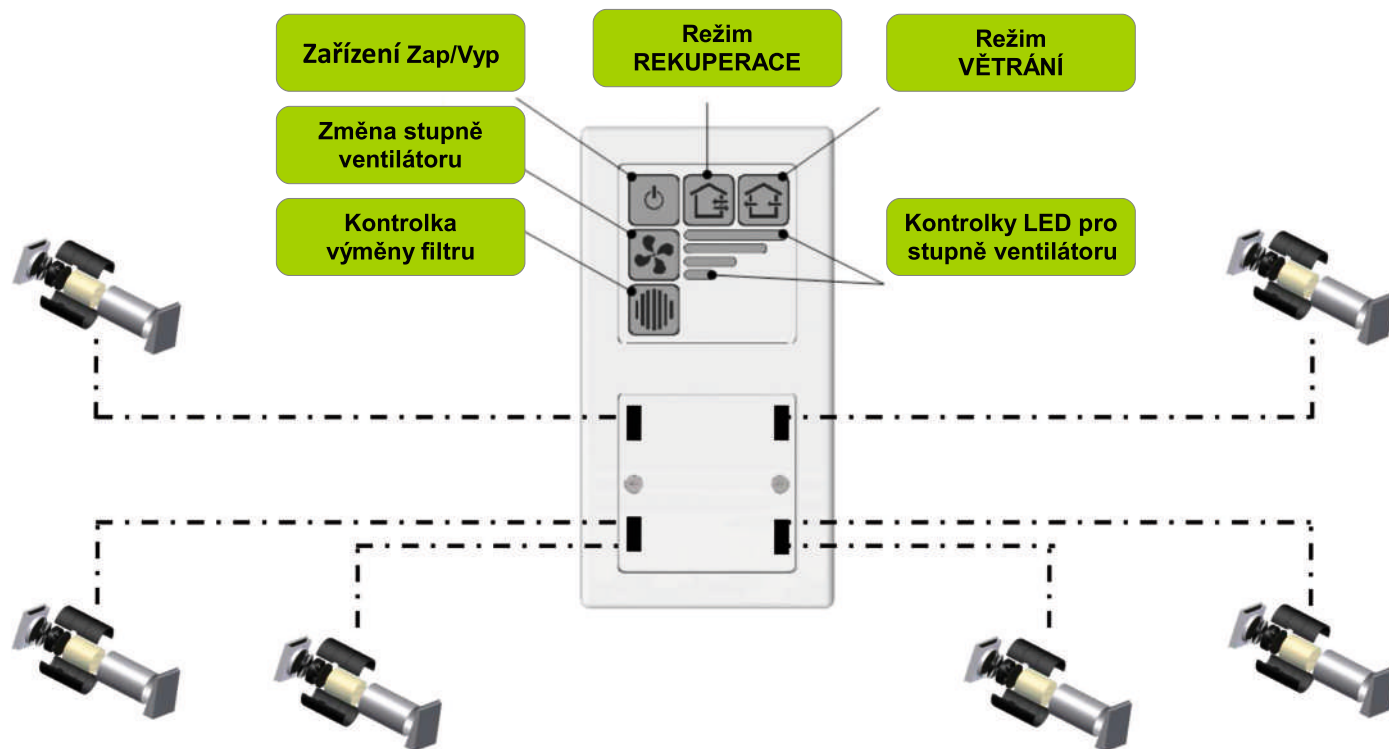 Zařízení Zap/Vyp
Režim
REKUPERACE
Režim
VĚTRÁNÍ
Změna stupně
ventilátoru
Kontrolka
výměny filtru
Kontrolky LED pro
stupně ventilátoru